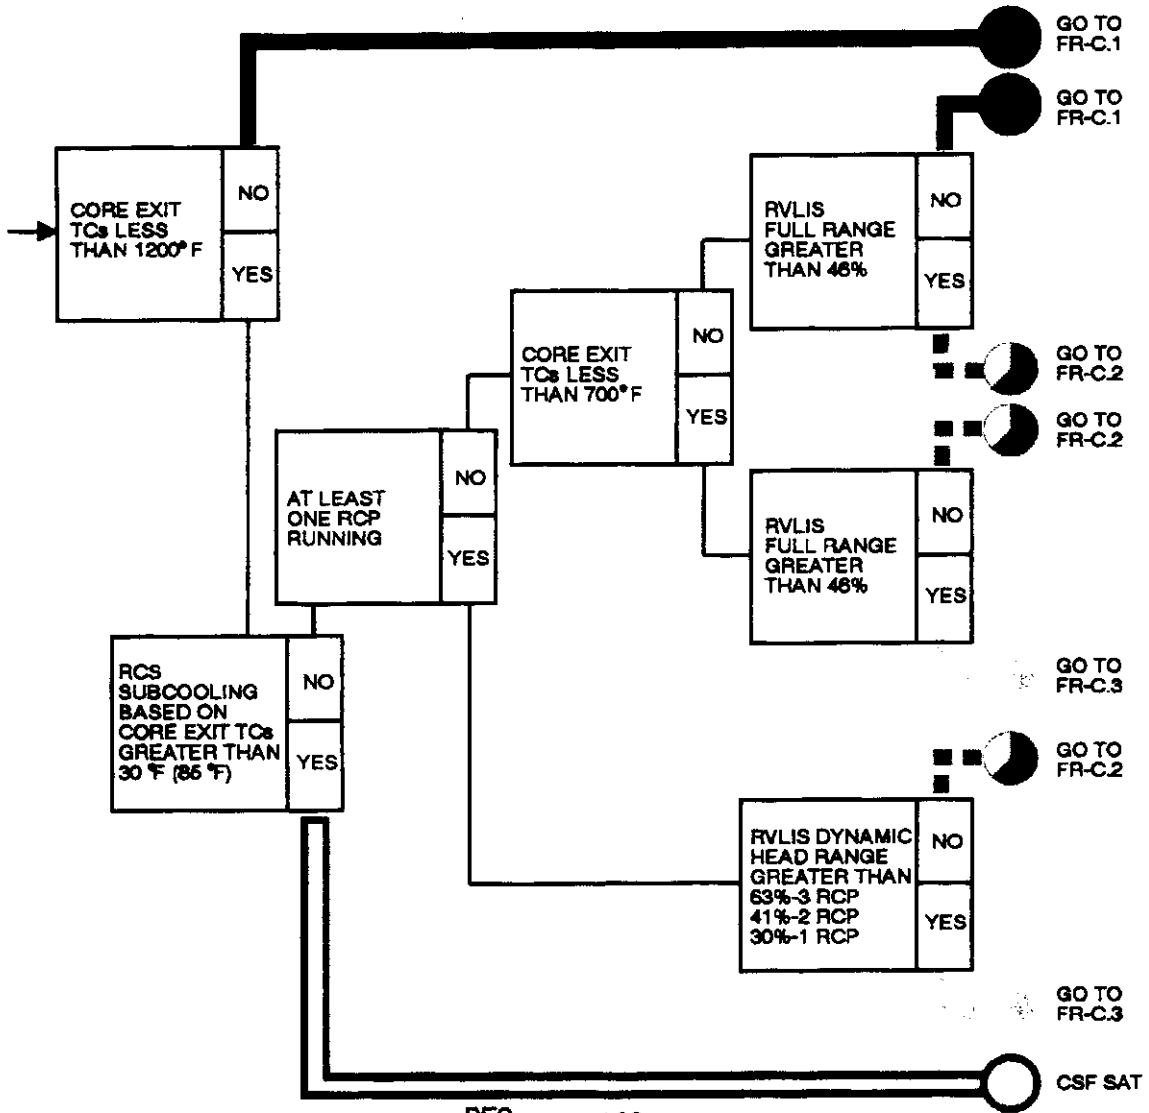 GO TO
FR-C.1
GO TO
FR-C.1
CORE EXIT
TCs LESS
THAN 1200°F
NO
YES
RVLIS
FULL RANGE
GREATER
THAN 46%
NO
YES
CORE EXIT
TCs LESS
THAN 700°F
NO
YES
GO TO
FR-C.2
GO TO
FR-C.2
AT LEAST
ONE RCP
RUNNING
NO
YES
RVLIS
FULL RANGE
GREATER
THAN 46%
NO
YES
RCS
SUBCOOLING
BASED ON
CORE EXIT TCs
GREATER THAN
30 °F (85 °F)
NO
YES
GO TO
FR-C.3
GO TO
FR-C.2
RVLIS DYNAMIC
HEAD RANGE
GREATER THAN
63%-3 RCP
41%-2 RCP
30%-1 RCP
NO
YES
GO TO
FR-C.3
CSF SAT